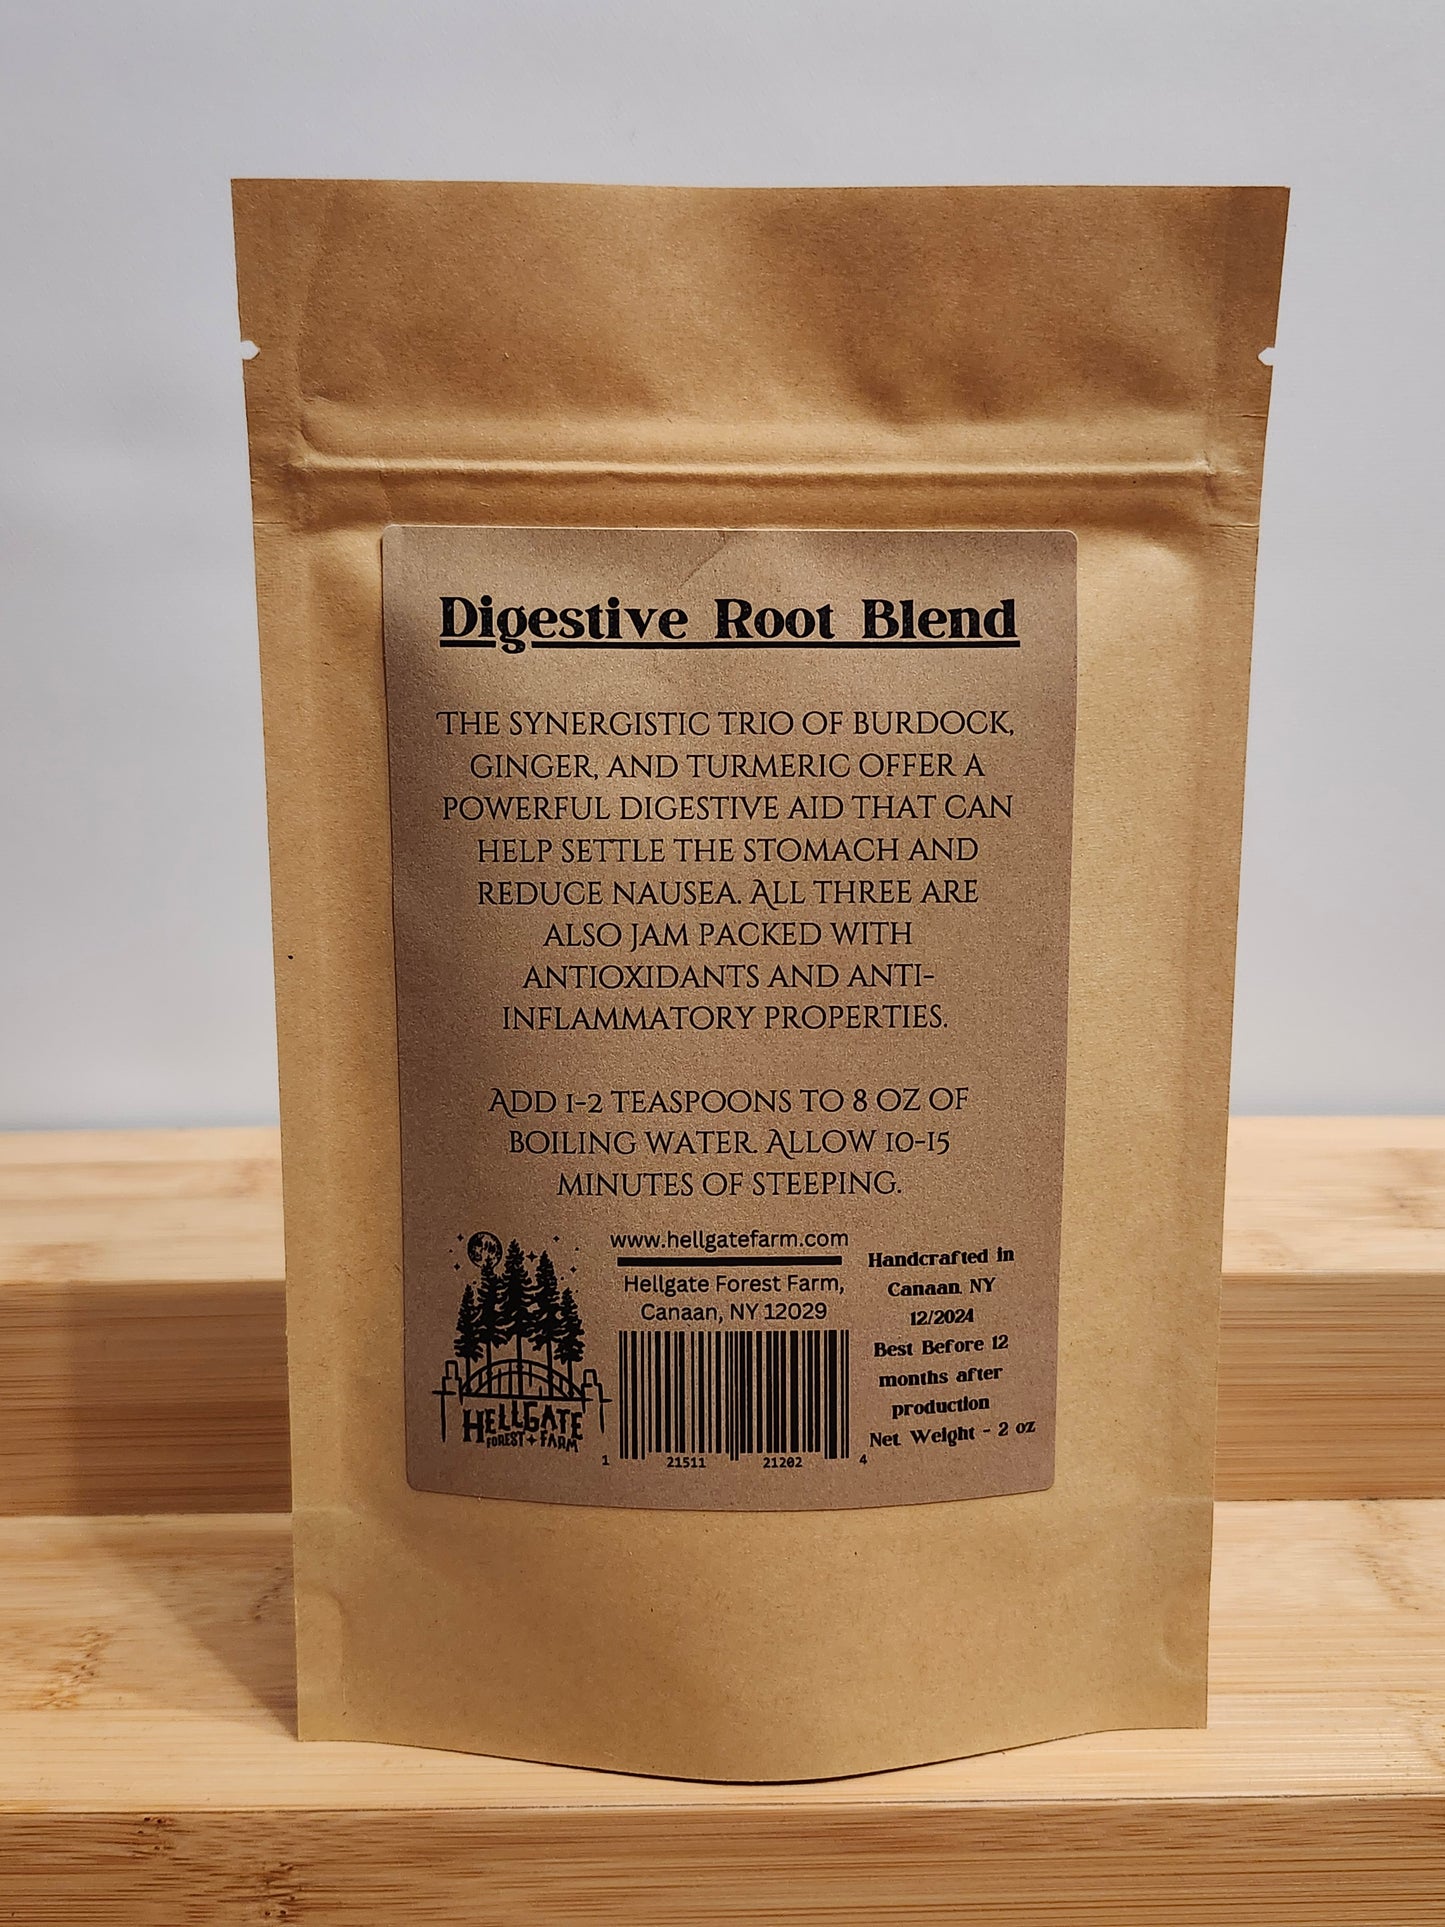 Digestive Root Blend
The synergistic trio of burdock,
ginger, and turmeric offer a
powerful digestive aid that can
help settle the stomach and
reduce nausea. All three are
also jam packed with
antioxidants and anti-
inflammatory properties.
Add 1-2 teaspoons to 8 oz of
boiling water. Allow 10-15
minutes of steeping.
www.hellgatefarm.com
Hellgate Forest Farm,
Canaan, NY 12029
1 21511 21202 4
HELLGATE
FOREST + FARM
Handcrafted in
Canaan, NY
12/2024
Best Before 12
months after
production
Net Weight - 2 oz